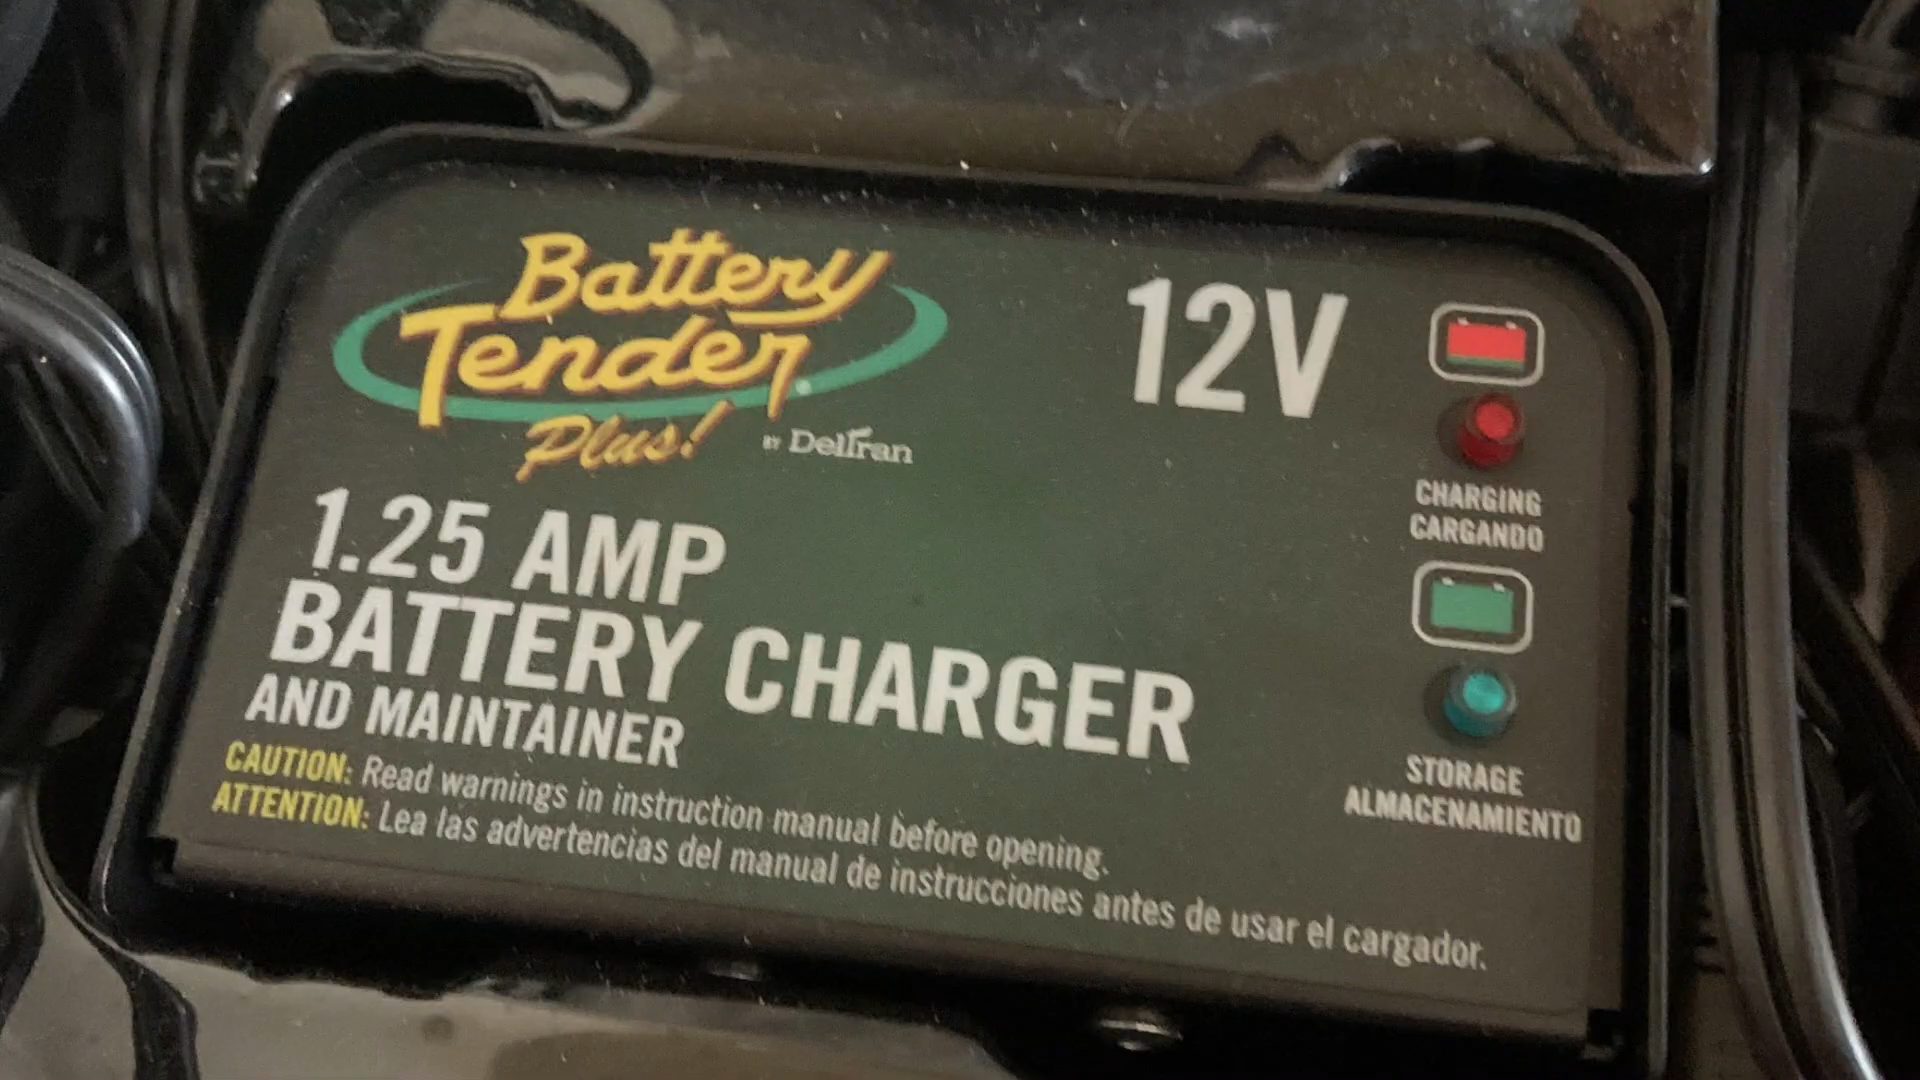 Battery
Tender
Plus!
BY Deltran
12V
1.25 AMP
BATTERY CHARGER
AND MAINTAINER
CAUTION: Read warnings in instruction manual before opening.
ATTENTION: Lea las advertencias del manual de instrucciones antes de usar el cargador.
CHARGING
CARGANDO
STORAGE
ALMACENAMIENTO